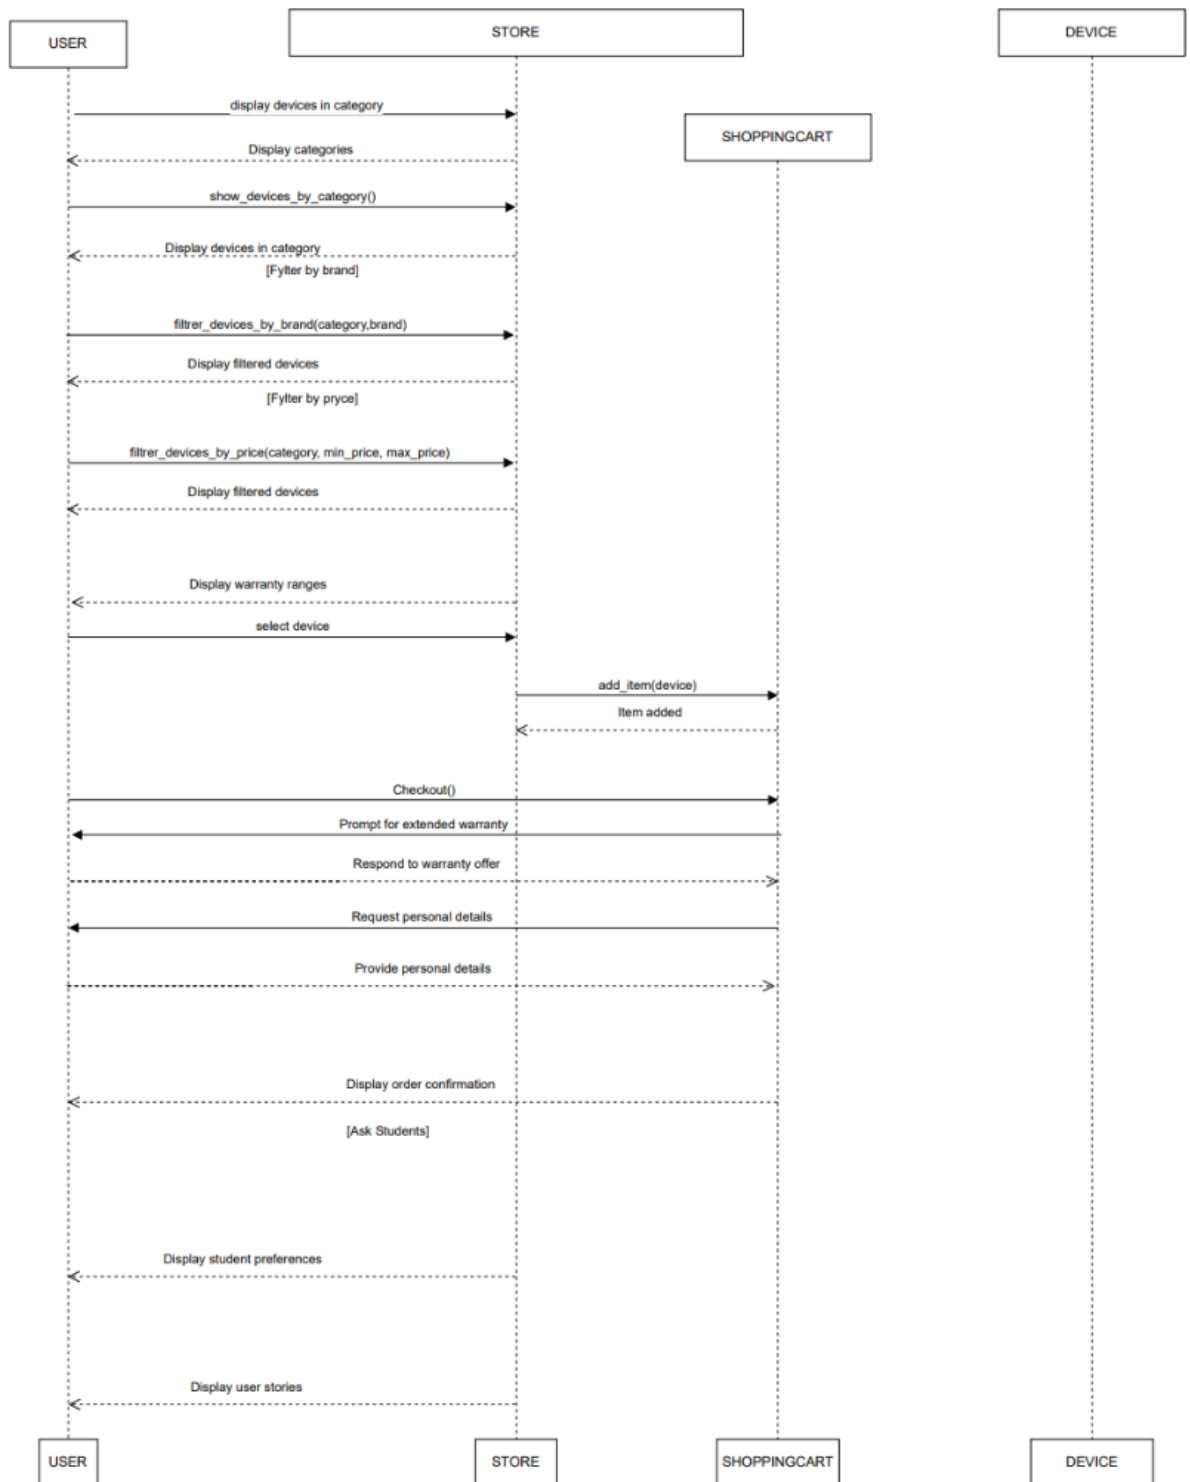 USER
STORE
DEVICE
display devices in category
SHOPPINGCART
Display categories
show_devices_by_category()
Display devices in category
[Fylter by brand]
filtrer_devices_by_brand(category,brand)
Display filtered devices
[Fylter by pryce]
filtrer_devices_by_price(category, min_price, max_price)
Display filtered devices
Display warranty ranges
select device
add_item(device)
Item added
Checkout()
Prompt for extended warranty
Respond to warranty offer
Request personal details
Provide personal details
Display order confirmation
[Ask Students]
Display student preferences
Display user stories
USER
STORE
SHOPPINGCART
DEVICE